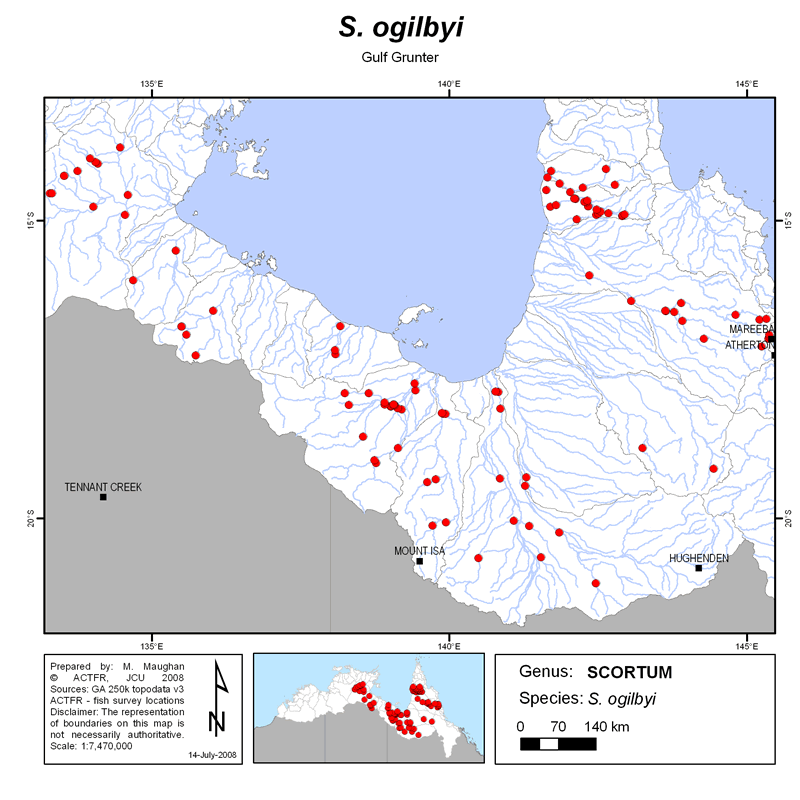 S. ogilbyi
Gulf Grunter
135°E 140°E 145°E
15°S 15°S
MAREEBA
ATHERTON
TENNANT CREEK
20°S 20°S
MOUNT ISA
HUGHENDEN
135°E 140°E 145°E
Prepared by: M. Maughan
© ACTFR, JCU 2008
Sources: GA 250k topodata v3
ACTFR - fish survey locations
Disclaimer: The representation
of boundaries on this map is
not necessarily authoritative.
Scale: 1:7,470,000
N
14-July-2008
Genus: SCORTUM
Species: S. ogilbyi
0 70 140 km